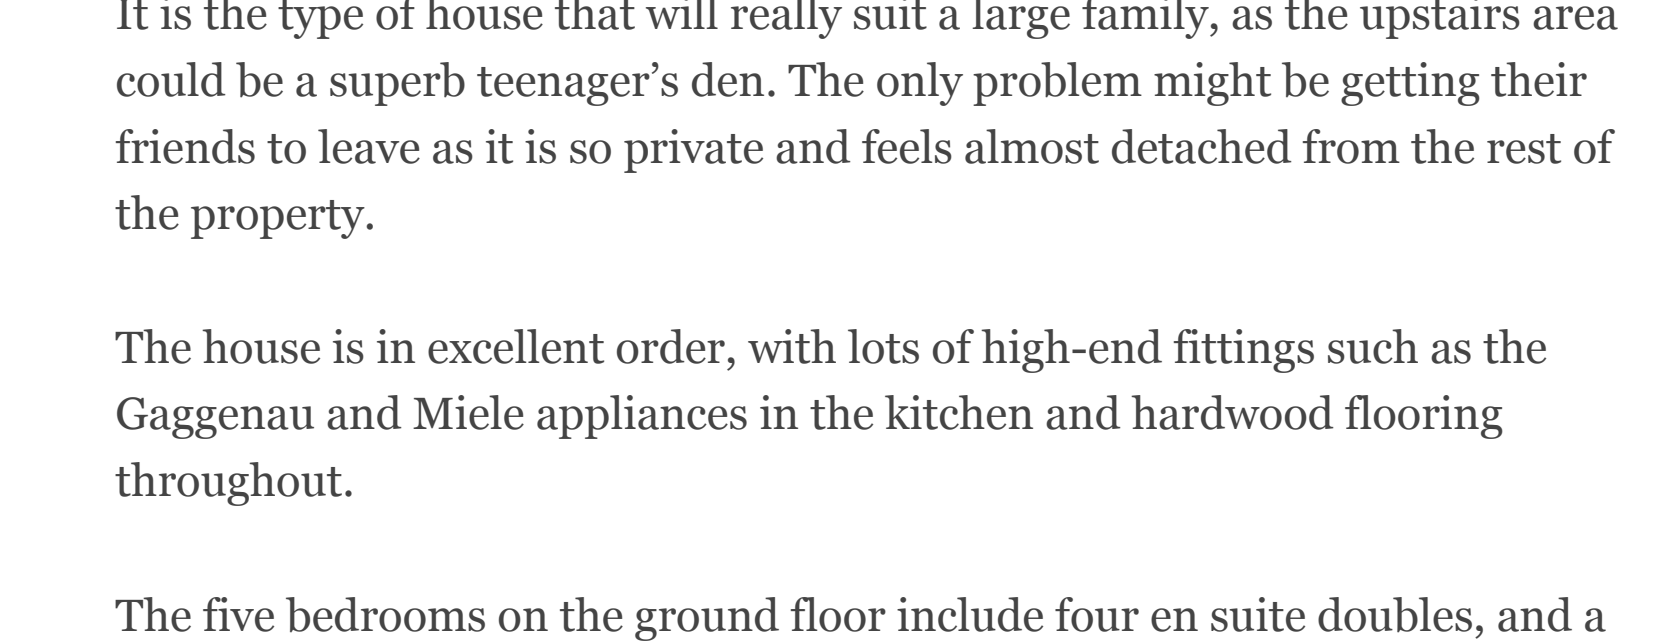 It is the type of house that will really suit a large family, as the upstairs area
could be a superb teenager’s den. The only problem might be getting their
friends to leave as it is so private and feels almost detached from the rest of
the property.
The house is in excellent order, with lots of high-end fittings such as the
Gaggenau and Miele appliances in the kitchen and hardwood flooring
throughout.
The five bedrooms on the ground floor include four en suite doubles, and a